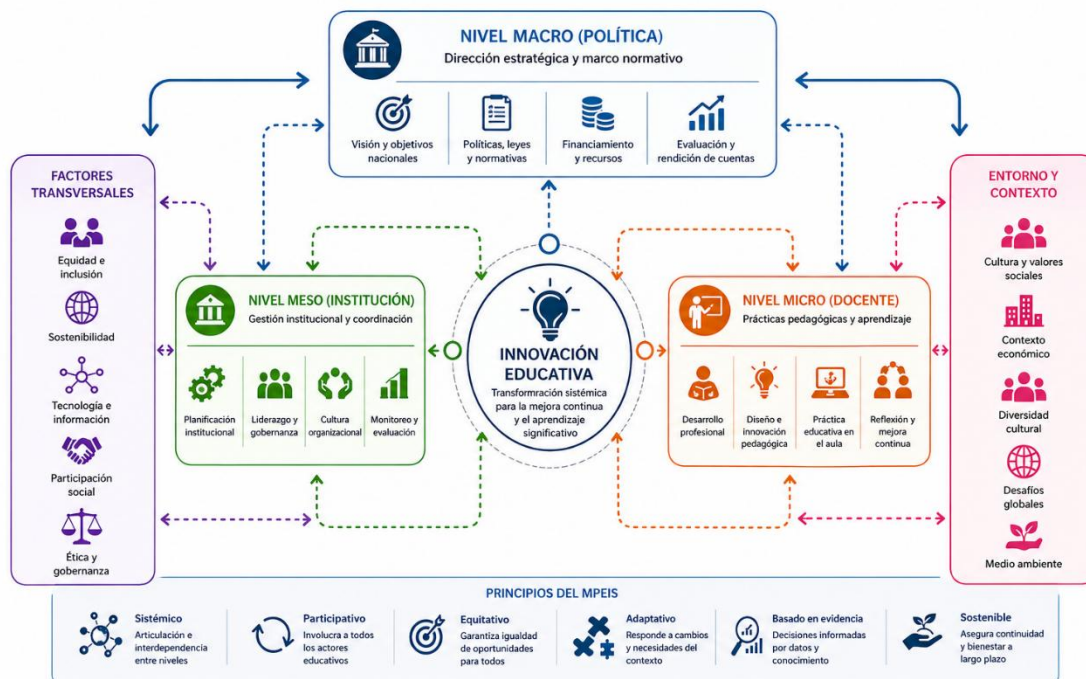 NIVEL MACRO (POLÍTICA)
Dirección estratégica y marco normativo
Visión y objetivos
nacionales
Políticas, leyes
y normativas
Financiamiento
y recursos
Evaluación y
rendición de cuentas
FACTORES
TRANSVERSALES
Equidad e
inclusión
Sostenibilidad
Tecnología e
información
Participación
social
Ética y
gobernanza
NIVEL MESO (INSTITUCIÓN)
Gestión institucional y coordinación
Planificación
institucional
Liderazgo y
gobernanza
Cultura
organizacional
Monitoreo y
evaluación
INNOVACIÓN
EDUCATIVA
Transformración sistémica
para la mejora continua
y el aprendizaje
significativo
NIVEL MICRO (DOCENTE)
Prácticas pedagógicas y aprendizaje
Desarrollo
profesional
Diseño e
innovación
pedagógica
Práctica
educativa en
el aula
Reflexión y
mejora
continua
ENTORNO Y
CONTEXTO
Cultura y valores
sociales
Contexto
económico
Diversidad
cultural
Desafíos
globales
Medio ambiente
PRINCIPIOS DEL MPEIS
Sistémico
Articulación e
interdependencia
entre niveles
Participativo
Involucra a todos
los actores
educativos
Equitativo
Garantiza igualdad
de oportunidades
para todos
Adaptativo
Responde a cambios
y necesidades del
contexto
Basado en evidencia
Decisiones informadas
por datos y
conocimiento
Sostenible
Asegura continuidad
y bienestar a
largo plazo